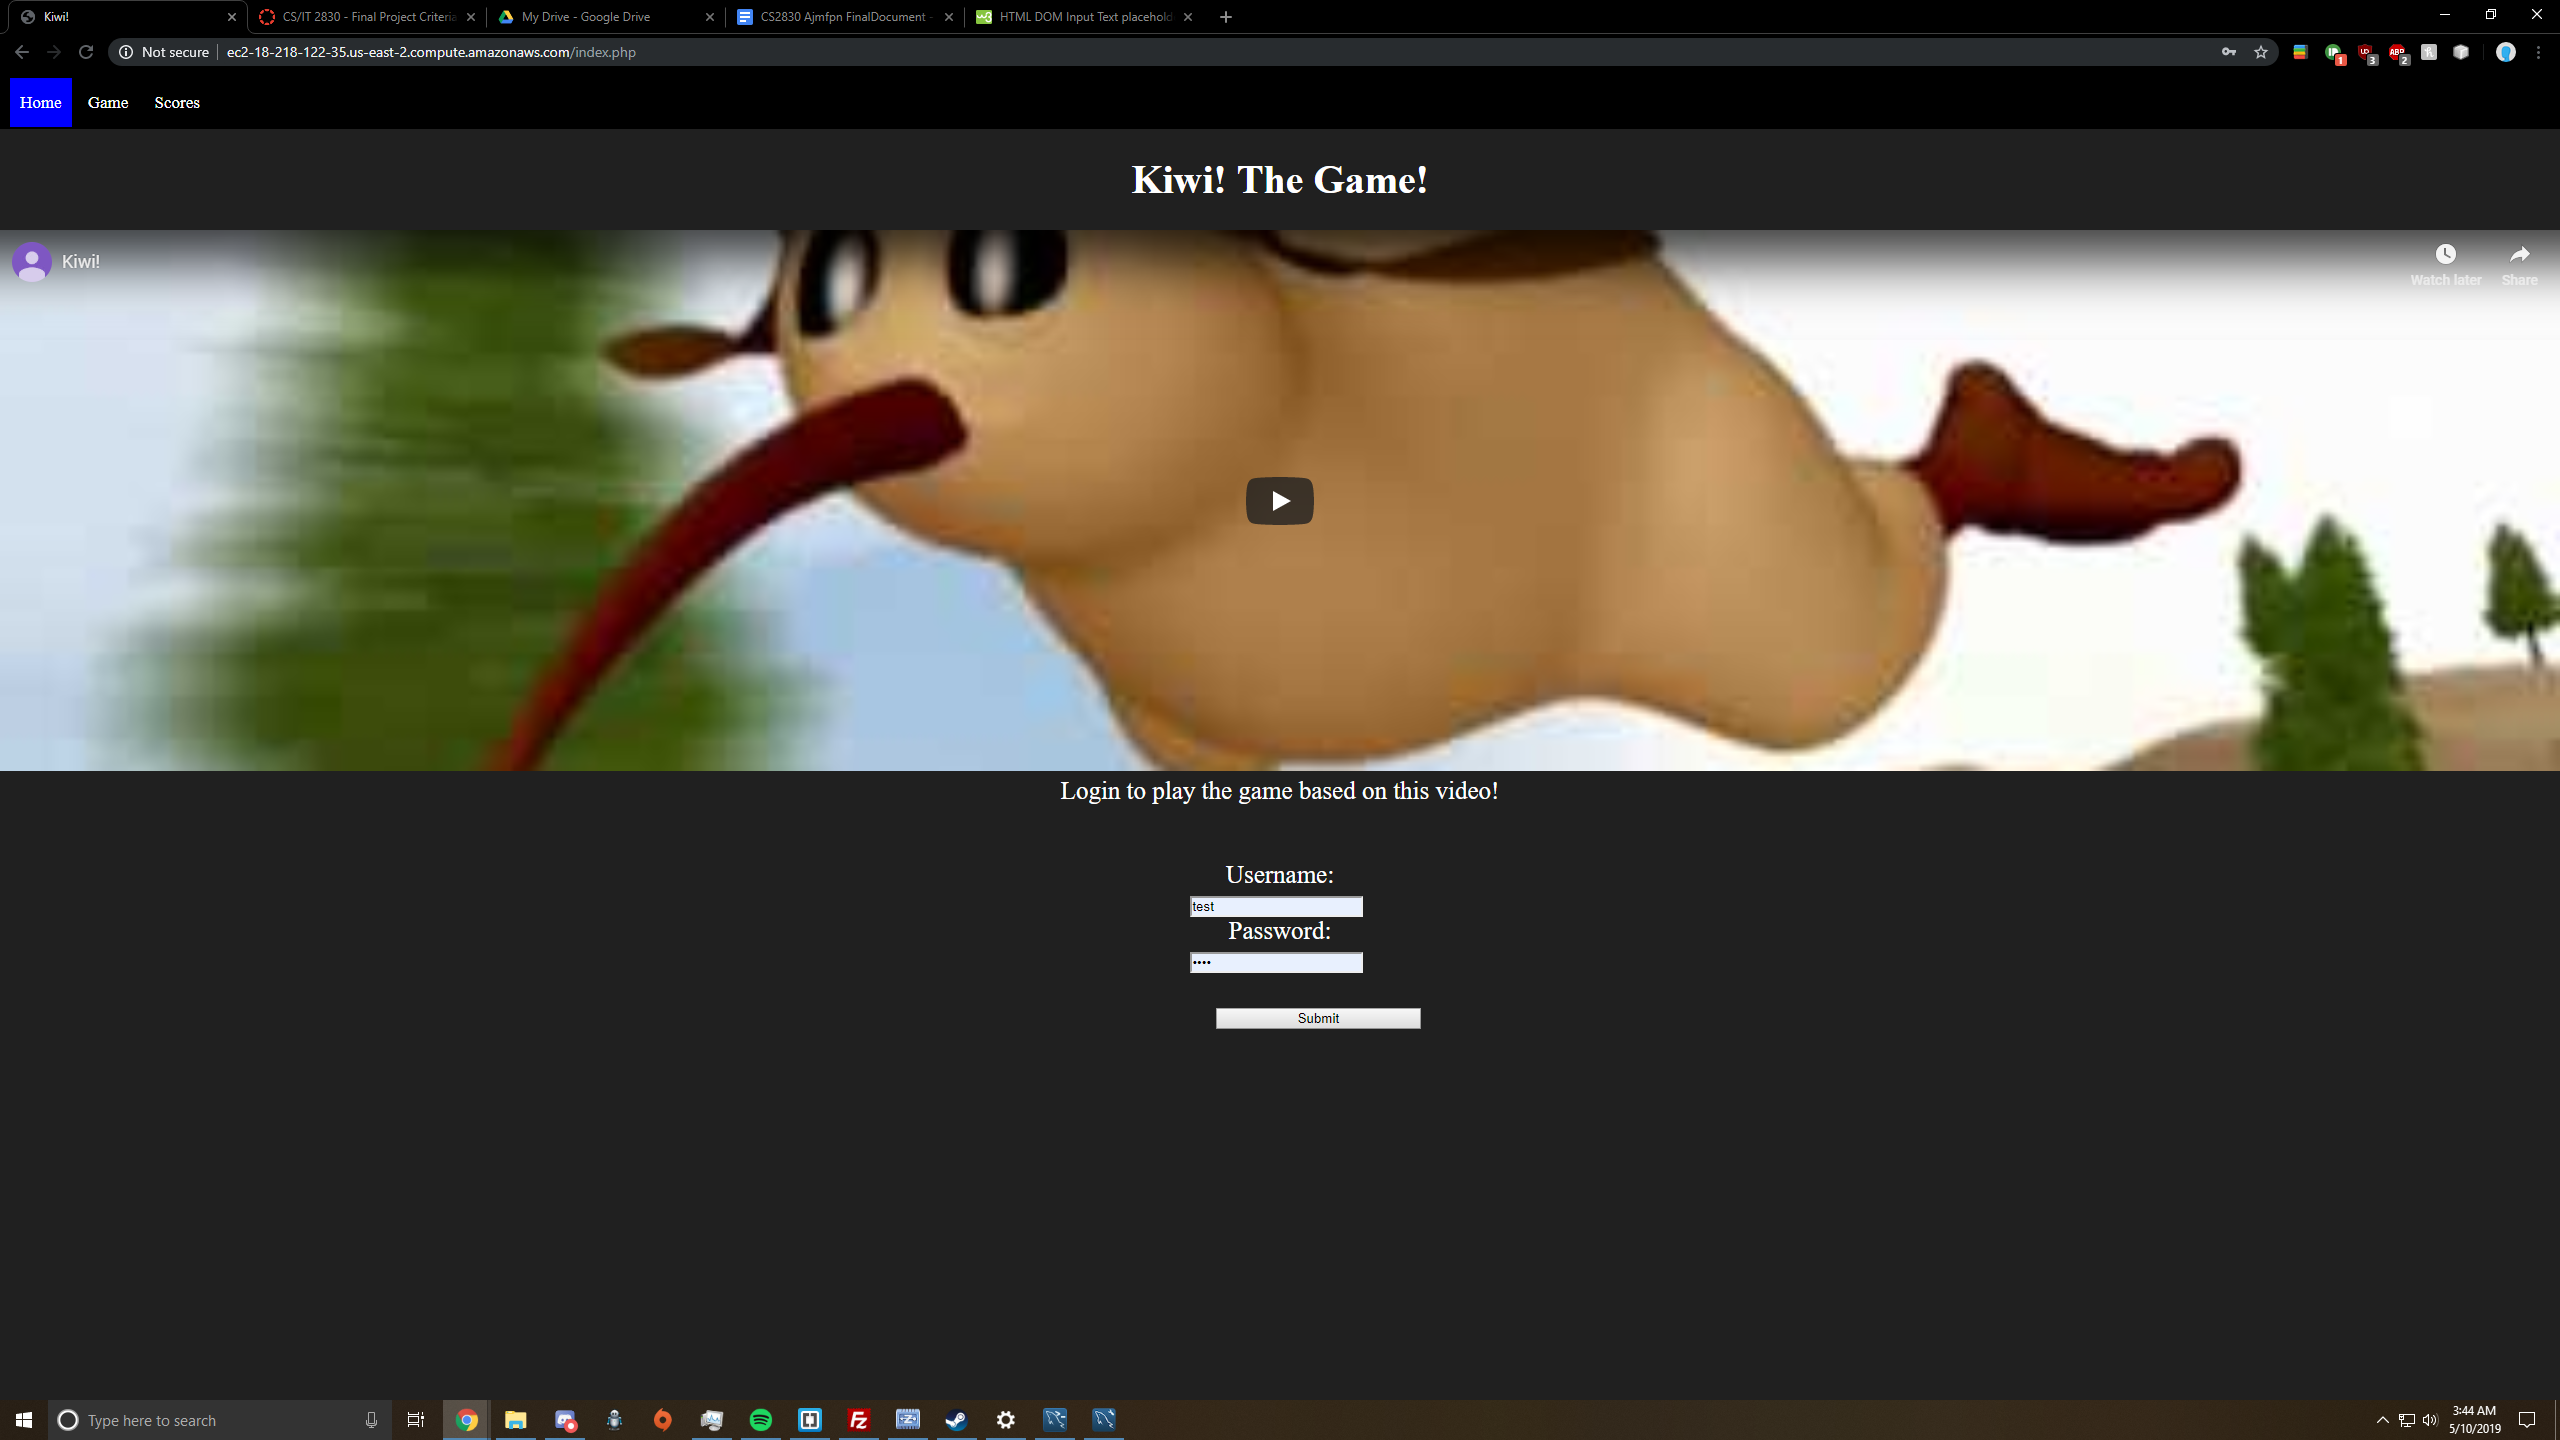 Kiwi!
CS/IT 2830 - Final Project Criteria
My Drive - Google Drive
CS2830 Ajmfpn FinalDocument -
HTML DOM Input Text placehold
Not secure
ec2-18-218-122-35.us-east-2.compute.amazonaws.com/index.php
Home
Game
Scores
Kiwi! The Game!
Kiwi!
Watch later
Share
Login to play the game based on this video!
Username:
test
Password:
••••
Submit
Type here to search
3:44 AM
5/10/2019